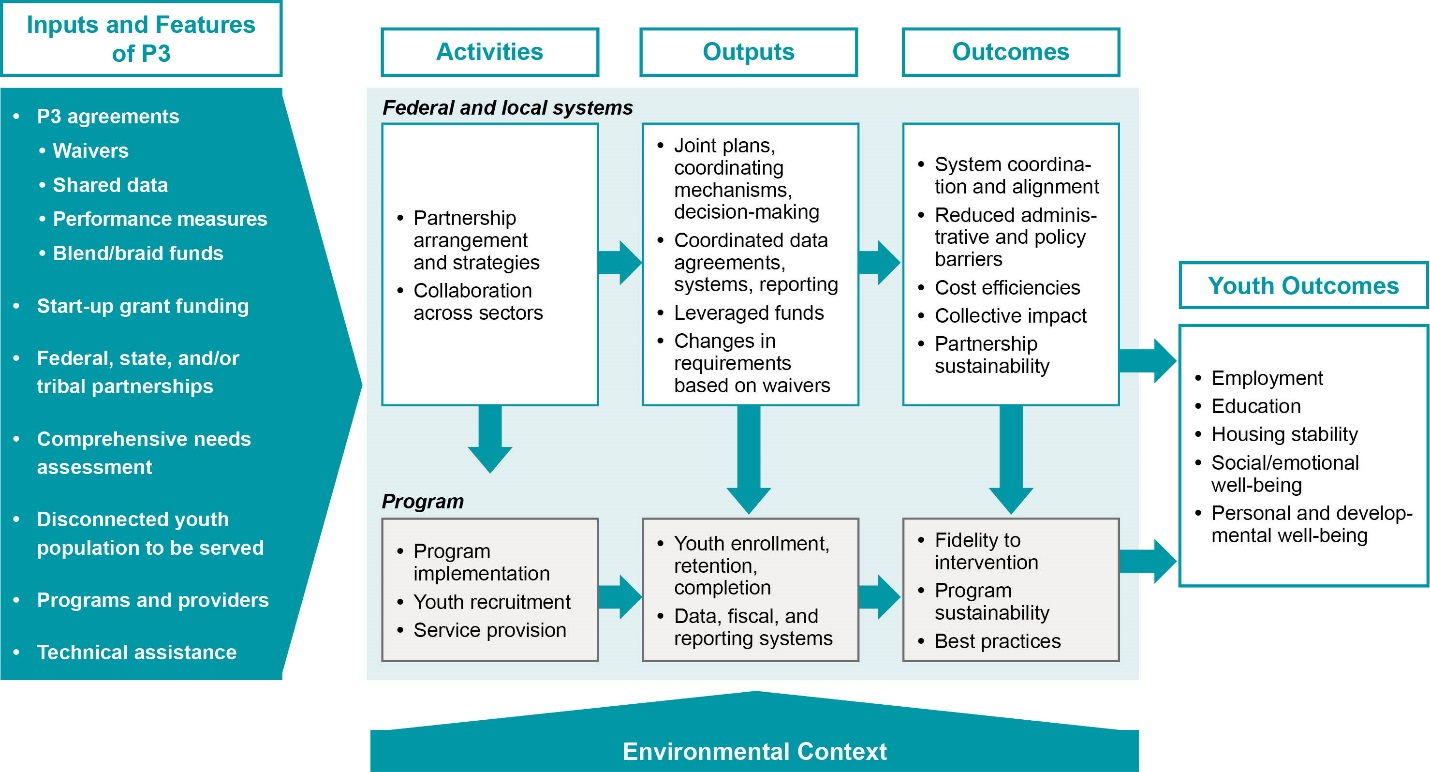 Inputs and Features
of P3
• P3 agreements
• Waivers
• Shared data
• Performance measures
• Blend/braid funds
• Start-up grant funding
• Federal, state, and/or
tribal partnerships
• Comprehensive needs
assessment
• Disconnected youth
population to be served
• Programs and providers
• Technical assistance
Activities
Outputs
Outcomes
Federal and local systems
• Partnership
arrangement
and strategies
• Collaboration
across sectors
• Joint plans,
coordinating
mechanisms,
decision-making
• Coordinated data
agreements,
systems, reporting
• Leveraged funds
• Changes in
requirements
based on waivers
• System coordina-
tion and alignment
• Reduced adminis-
trative and policy
barriers
• Cost efficiencies
• Collective impact
• Partnership
sustainability
Program
• Program
implementation
• Youth recruitment
• Service provision
• Youth enrollment,
retention,
completion
• Data, fiscal, and
reporting systems
• Fidelity to
intervention
• Program
sustainability
• Best practices
Youth Outcomes
• Employment
• Education
• Housing stability
• Social/emotional
well-being
• Personal and develop-
mental well-being
Environmental Context